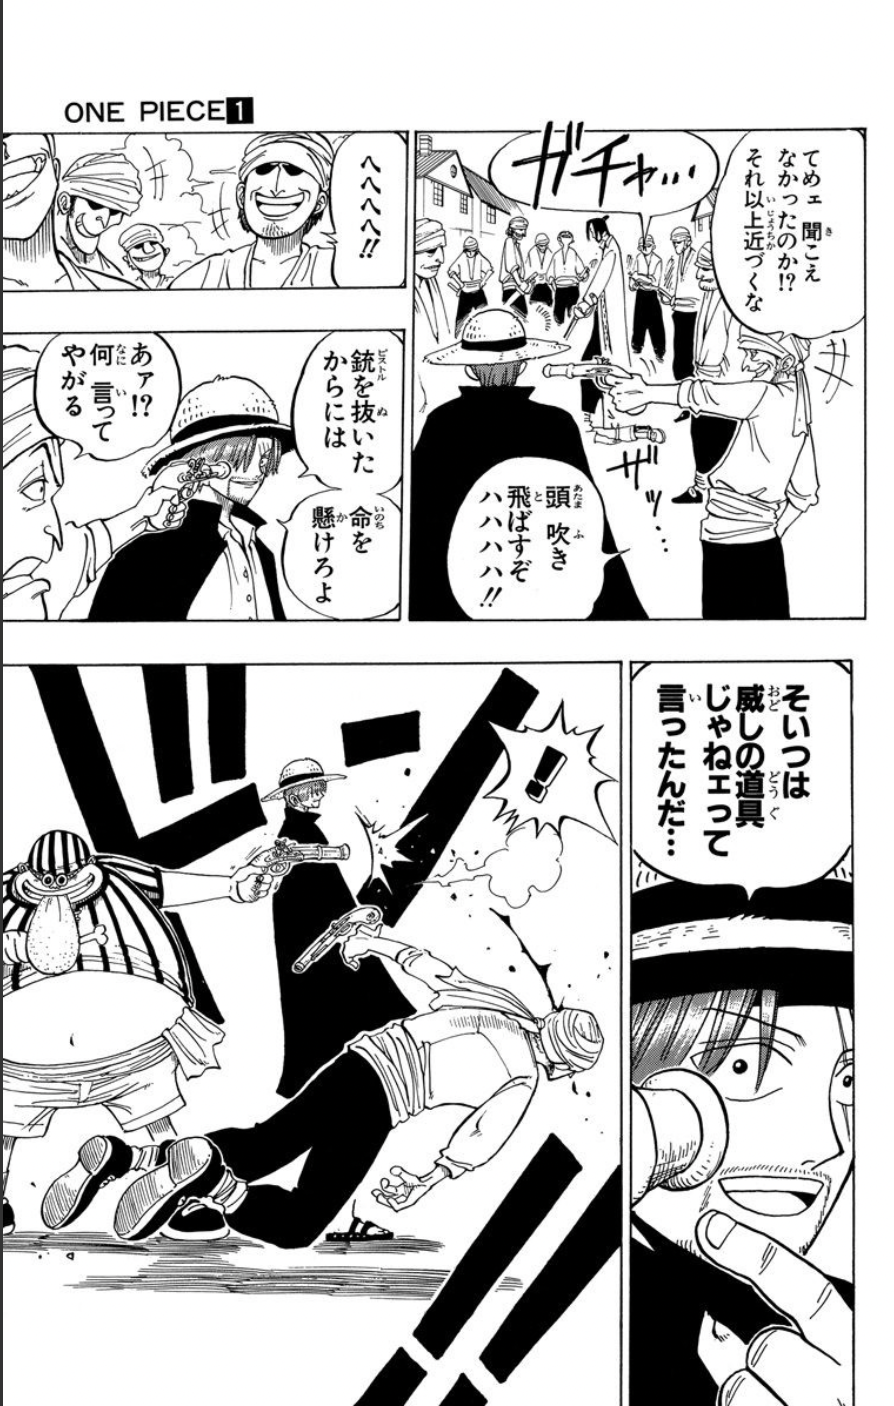 ONE PIECE 1
てめェ 聞こえ
なかったのか!?
それ以上近づくな
ガチャ…
頭 吹き
飛ばすぞ
ハハハハ!!
ザッ…
へへへへ!!
銃を抜いた
からには
命を
懸けろよ
あァ!?
何 言って
やがる
そいつは
威しの道具
じゃねェって
言ったんだ…
!
ドン